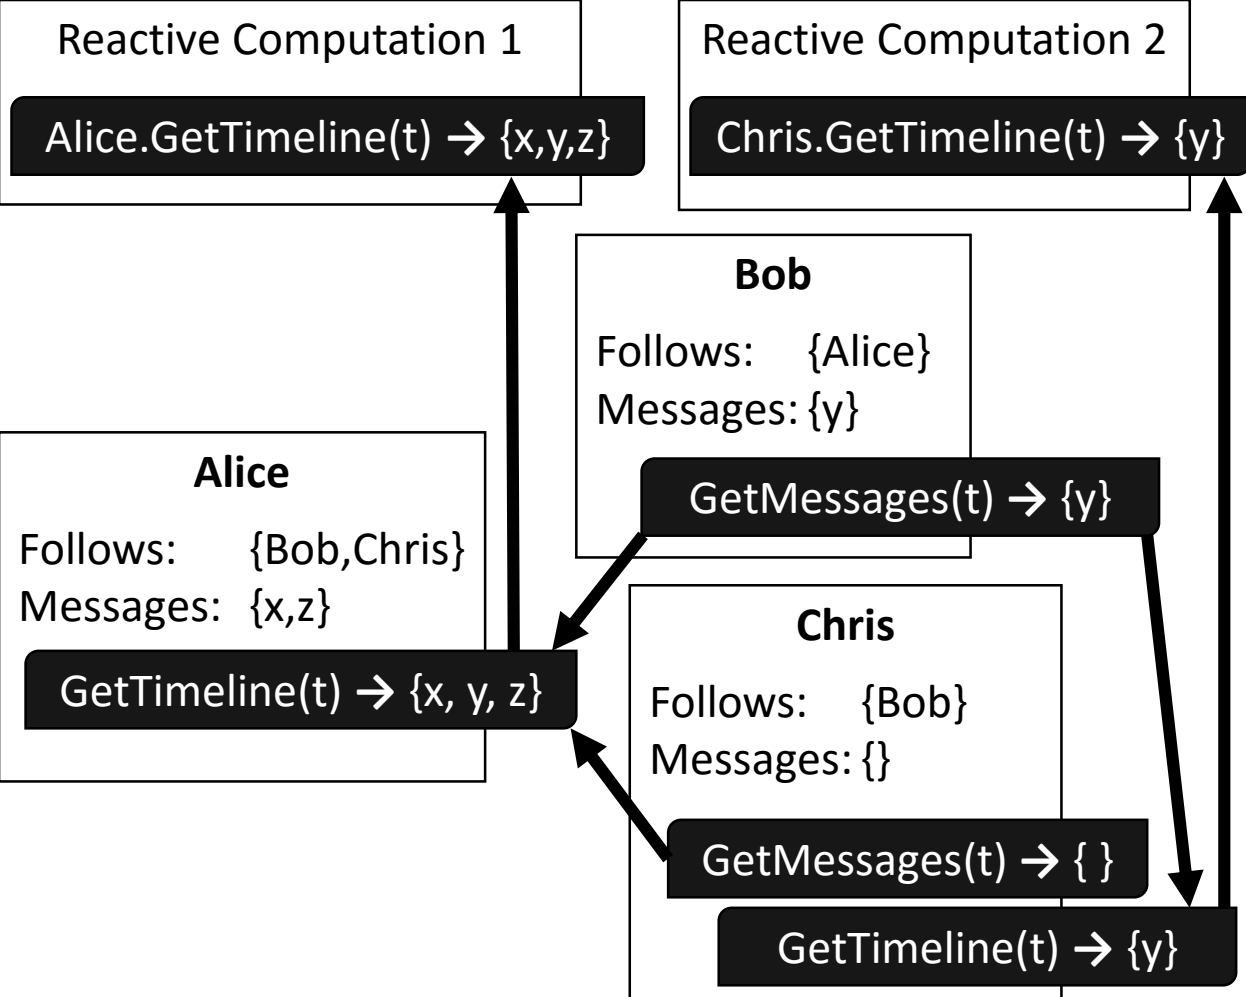 Reactive Computation 1
Alice.GetTimeline(t) → {x,y,z}
Reactive Computation 2
Chris.GetTimeline(t) → {y}
Bob
Follows: {Alice}
Messages: {y}
GetMessages(t) → {y}
Alice
Follows: {Bob,Chris}
Messages: {x,z}
GetTimeline(t) → {x, y, z}
Chris
Follows: {Bob}
Messages: {}
GetMessages(t) → { }
GetTimeline(t) → {y}